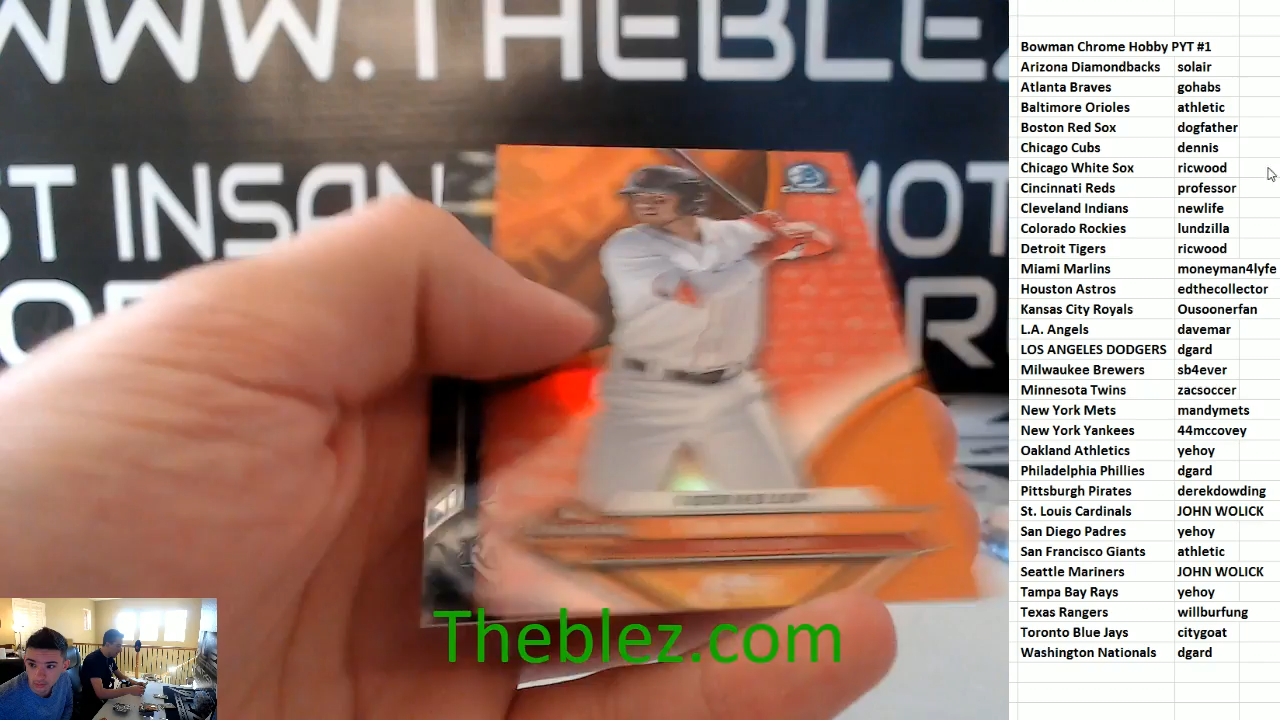 WWW.THEBLEZ
ST INSAN MOT
R
Theblez.com
Bowman Chrome Hobby PYT #1
Arizona Diamondbacks solair
Atlanta Braves gohabs
Baltimore Orioles athletic
Boston Red Sox dogfather
Chicago Cubs dennis
Chicago White Sox ricwood
Cincinnati Reds professor
Cleveland Indians newlife
Colorado Rockies lundzilla
Detroit Tigers ricwood
Miami Marlins moneyman4lyfe
Houston Astros edthecollector
Kansas City Royals Ousoonerfan
L.A. Angels davemar
LOS ANGELES DODGERS dgard
Milwaukee Brewers sb4ever
Minnesota Twins zacsoccer
New York Mets mandymets
New York Yankees 44mccovey
Oakland Athletics yehoy
Philadelphia Phillies dgard
Pittsburgh Pirates derekdowding
St. Louis Cardinals JOHN WOLICK
San Diego Padres yehoy
San Francisco Giants athletic
Seattle Mariners JOHN WOLICK
Tampa Bay Rays yehoy
Texas Rangers willburfung
Toronto Blue Jays citygoat
Washington Nationals dgard